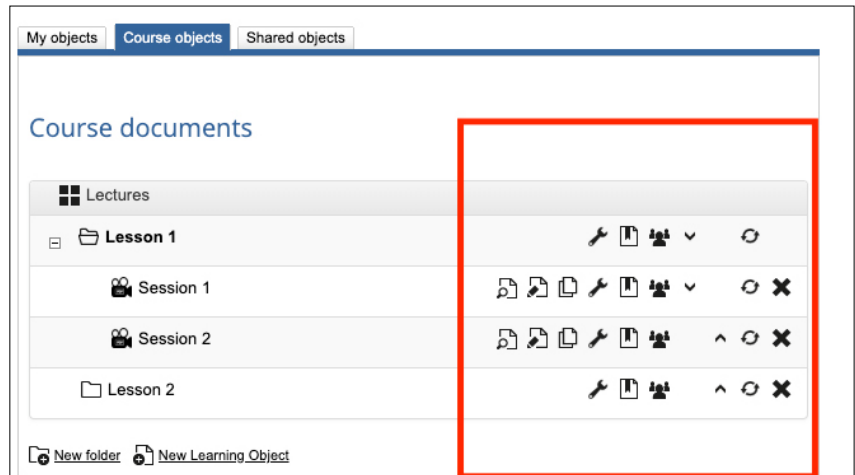 My objects Course objects Shared objects
Course documents
Lectures
Lesson 1
Session 1
Session 2
Lesson 2
New folder New Learning Object